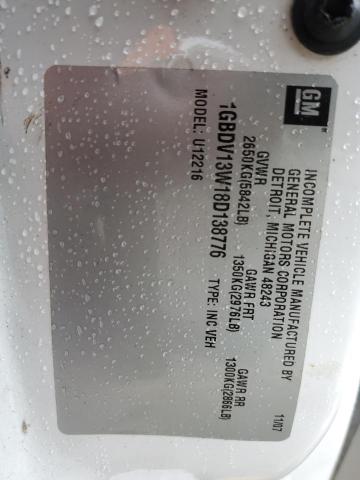 GM
INCOMPLETE VEHICLE MANUFACTURED BY
GENERAL MOTORS CORPORATION
DETROIT, MICHIGAN 48243
11/07
GVWR GAWR FRT GAWR RR
2650KG(5842LB) 1350KG(2976LB) 1300KG(2866LB)
1GBDV13W18D138776 TYPE: INC VEH
MODEL: U12216